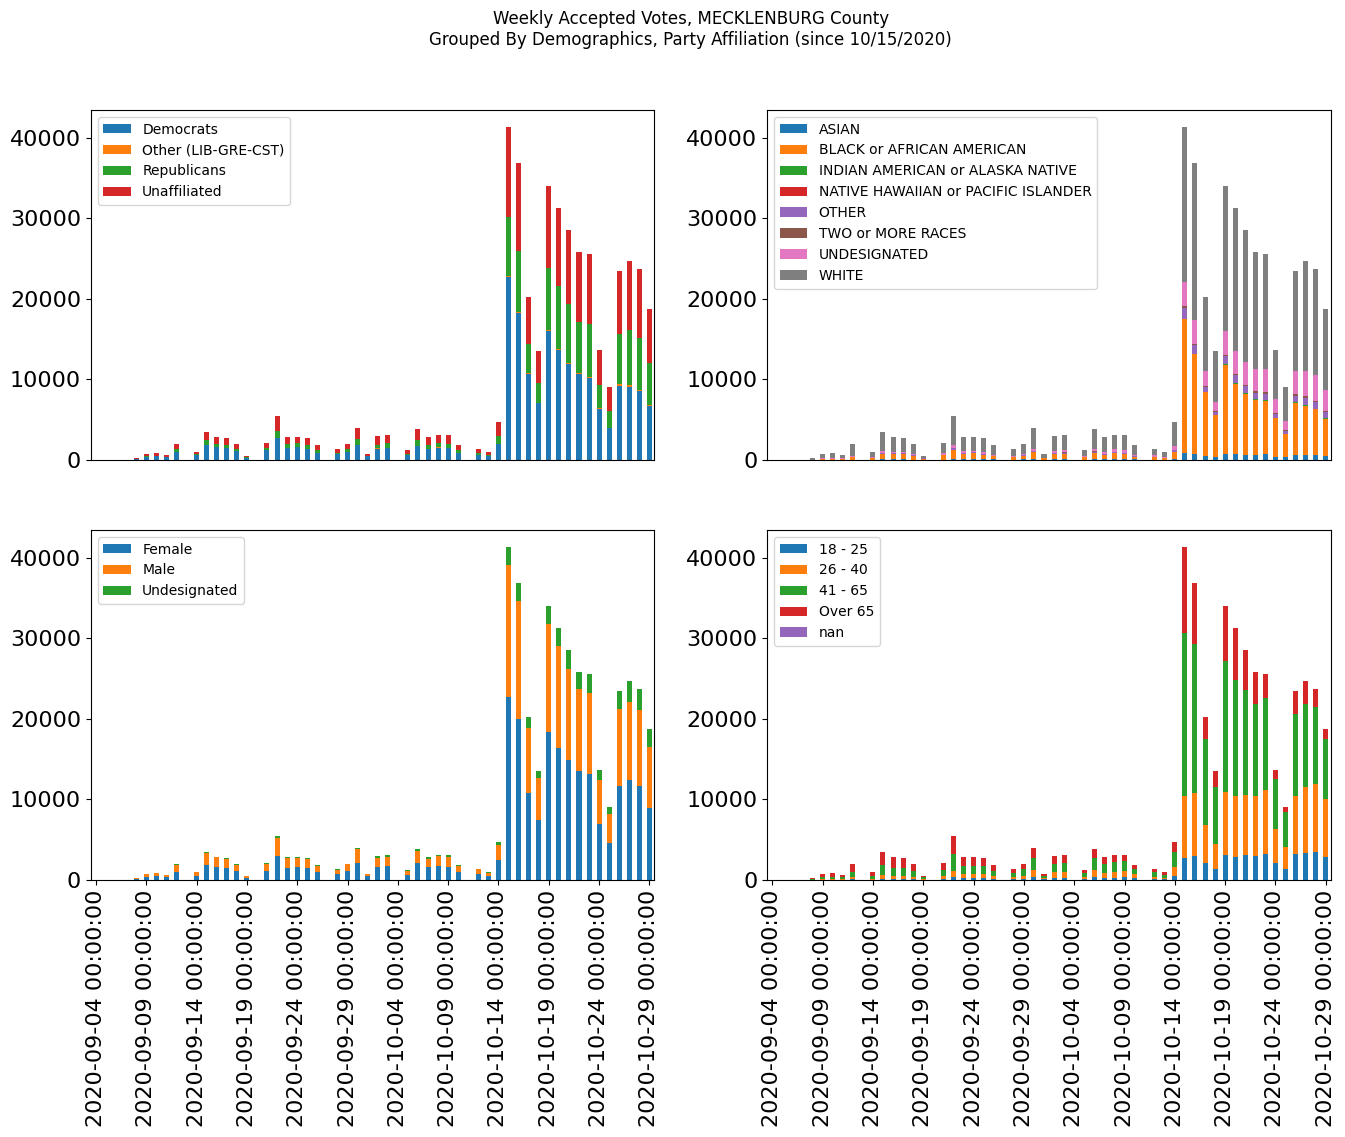 Weekly Accepted Votes, MECKLENBURG County
Grouped By Demographics, Party Affiliation (since 10/15/2020)
40000
30000
20000
10000
0
Democrats
Other (LIB-GRE-CST)
Republicans
Unaffiliated
40000
30000
20000
10000
0
ASIAN
BLACK or AFRICAN AMERICAN
INDIAN AMERICAN or ALASKA NATIVE
NATIVE HAWAIIAN or PACIFIC ISLANDER
OTHER
TWO or MORE RACES
UNDESIGNATED
WHITE
40000
30000
20000
10000
0
Female
Male
Undesignated
2020-09-04 00:00:00
2020-09-09 00:00:00
2020-09-14 00:00:00
2020-09-19 00:00:00
2020-09-24 00:00:00
2020-09-29 00:00:00
2020-10-04 00:00:00
2020-10-09 00:00:00
2020-10-14 00:00:00
2020-10-19 00:00:00
2020-10-24 00:00:00
2020-10-29 00:00:00
40000
30000
20000
10000
0
18 - 25
26 - 40
41 - 65
Over 65
nan
2020-09-04 00:00:00
2020-09-09 00:00:00
2020-09-14 00:00:00
2020-09-19 00:00:00
2020-09-24 00:00:00
2020-09-29 00:00:00
2020-10-04 00:00:00
2020-10-09 00:00:00
2020-10-14 00:00:00
2020-10-19 00:00:00
2020-10-24 00:00:00
2020-10-29 00:00:00